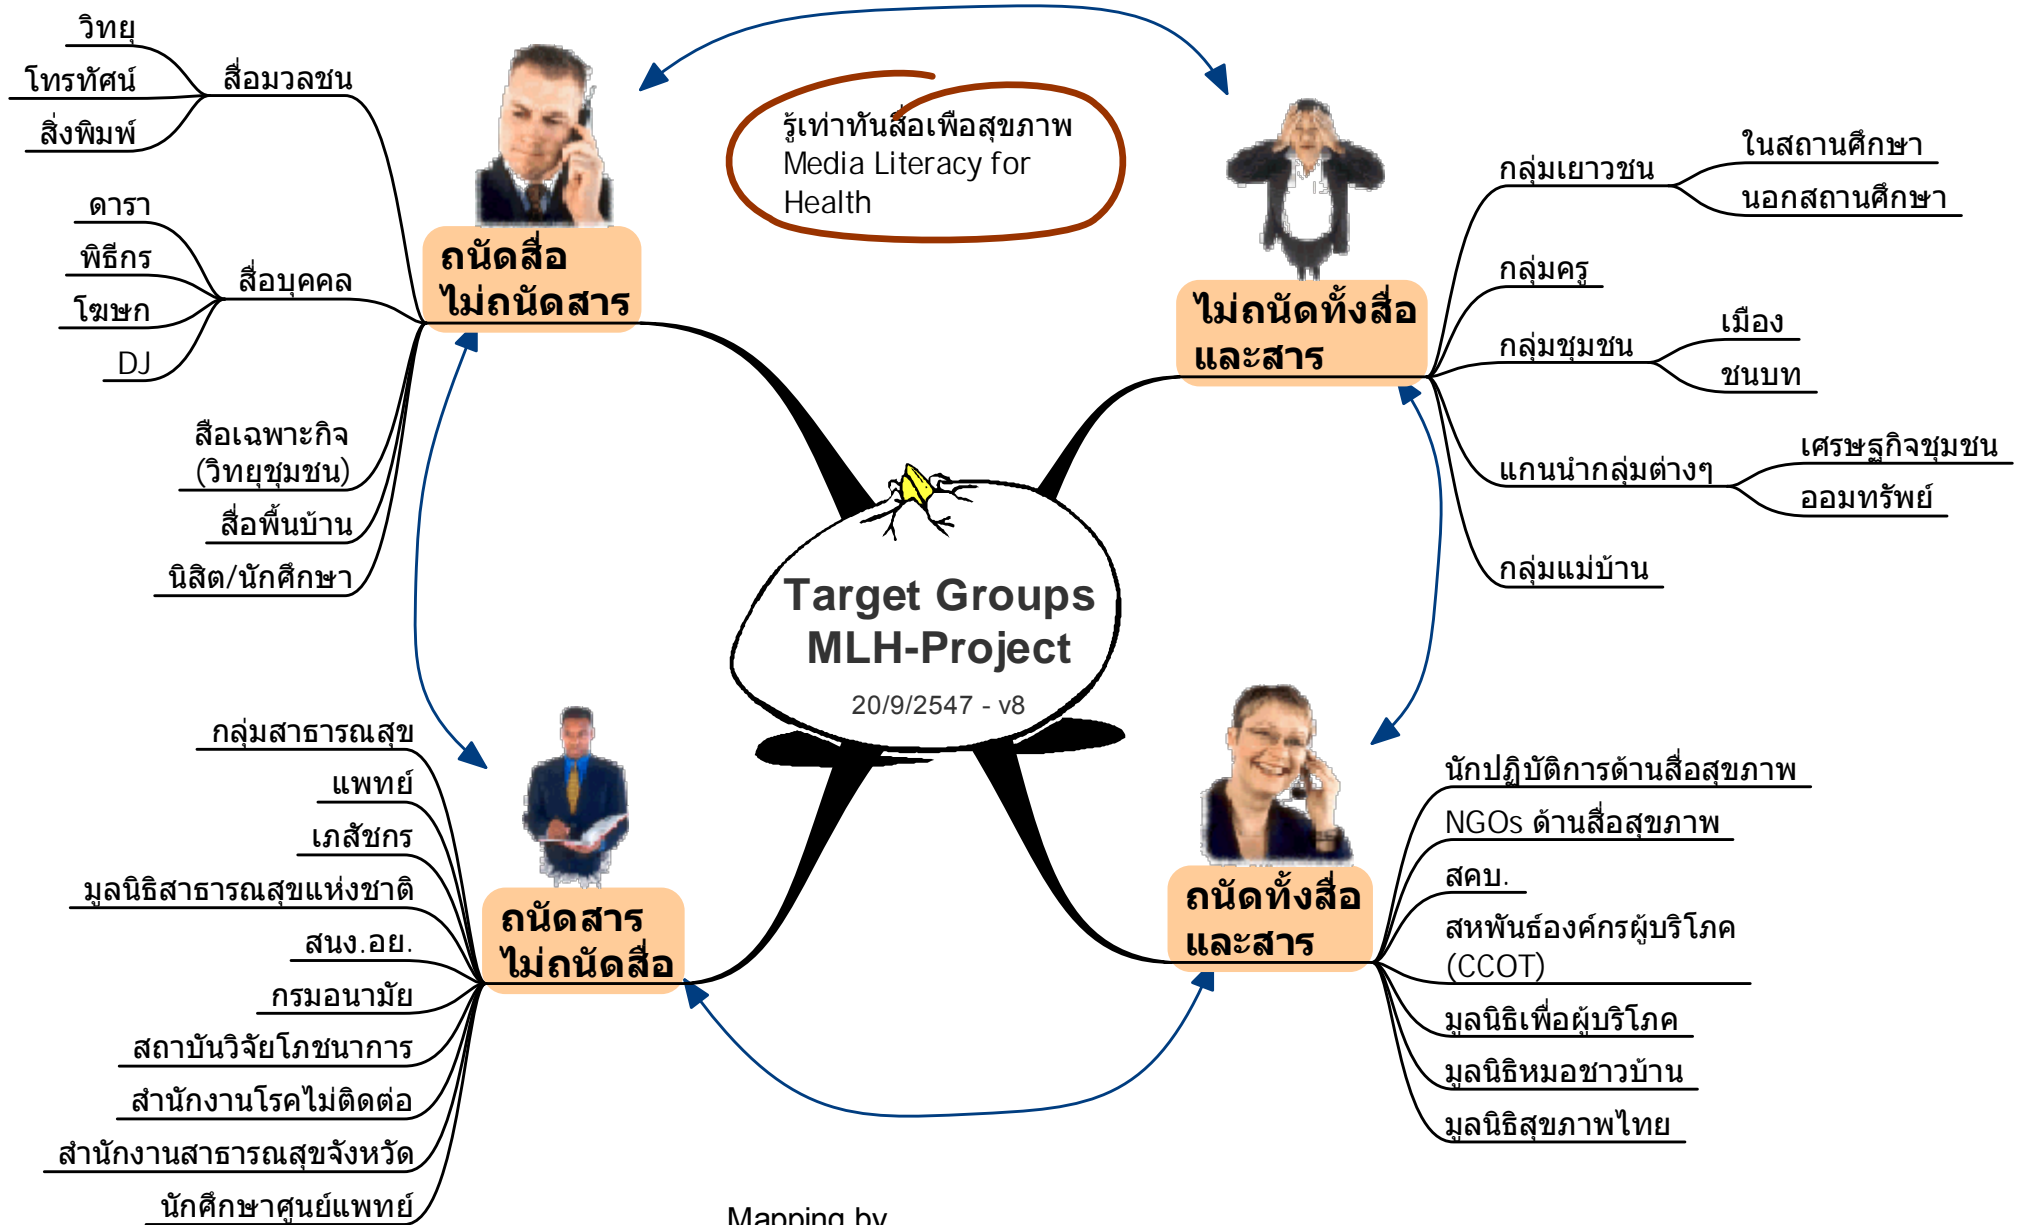 วิทยุ
โทรทัศน์
สิ่งพิมพ์
สื่อมวลชน
ดารา
พิธีกร
โฆษก
DJ
สื่อบุคคล
สือเฉพาะกิจ
(วิทยุชุมชน)
สื่อพื้นบ้าน
นิสิต/นักศึกษา
ถนัดสื่อ
ไม่ถนัดสาร
รู้เท่าทันสื่อเพือสุขภาพ
Media Literacy for
Health
ไม่ถนัดทั้งสื่อ
และสาร
กลุ่มเยาวชน
ในสถานศึกษา
นอกสถานศึกษา
กลุ่มครู
กลุ่มชุมชน
เมือง
ชนบท
แกนนำกลุ่มต่างๆ
เศรษฐกิจชุมชน
ออมทรัพย์
กลุ่มแม่บ้าน
Target Groups
MLH-Project
20/9/2547 - v8
กลุ่มสาธารณสุข
แพทย์
เภสัชกร
มูลนิธิสาธารณสุขแห่งชาติ
สนง.อย.
กรมอนามัย
สถาบันวิจัยโภชนาการ
สำนักงานโรคไม่ติดต่อ
สำนักงานสาธารณสุขจังหวัด
นักศึกษาศูนย์แพทย์
ถนัดสาร
ไม่ถนัดสื่อ
ถนัดทั้งสื่อ
และสาร
นักปฏิบัติการด้านสื่อสุขภาพ
NGOs ด้านสื่อสุขภาพ
สคบ.
สหพันธ์องค์กรผู้บริโภค
(CCOT)
มูลนิธิเพื่อผู้บริโภค
มูลนิธิหมอชาวบ้าน
มูลนิธิสุขภาพไทย
Mapping by